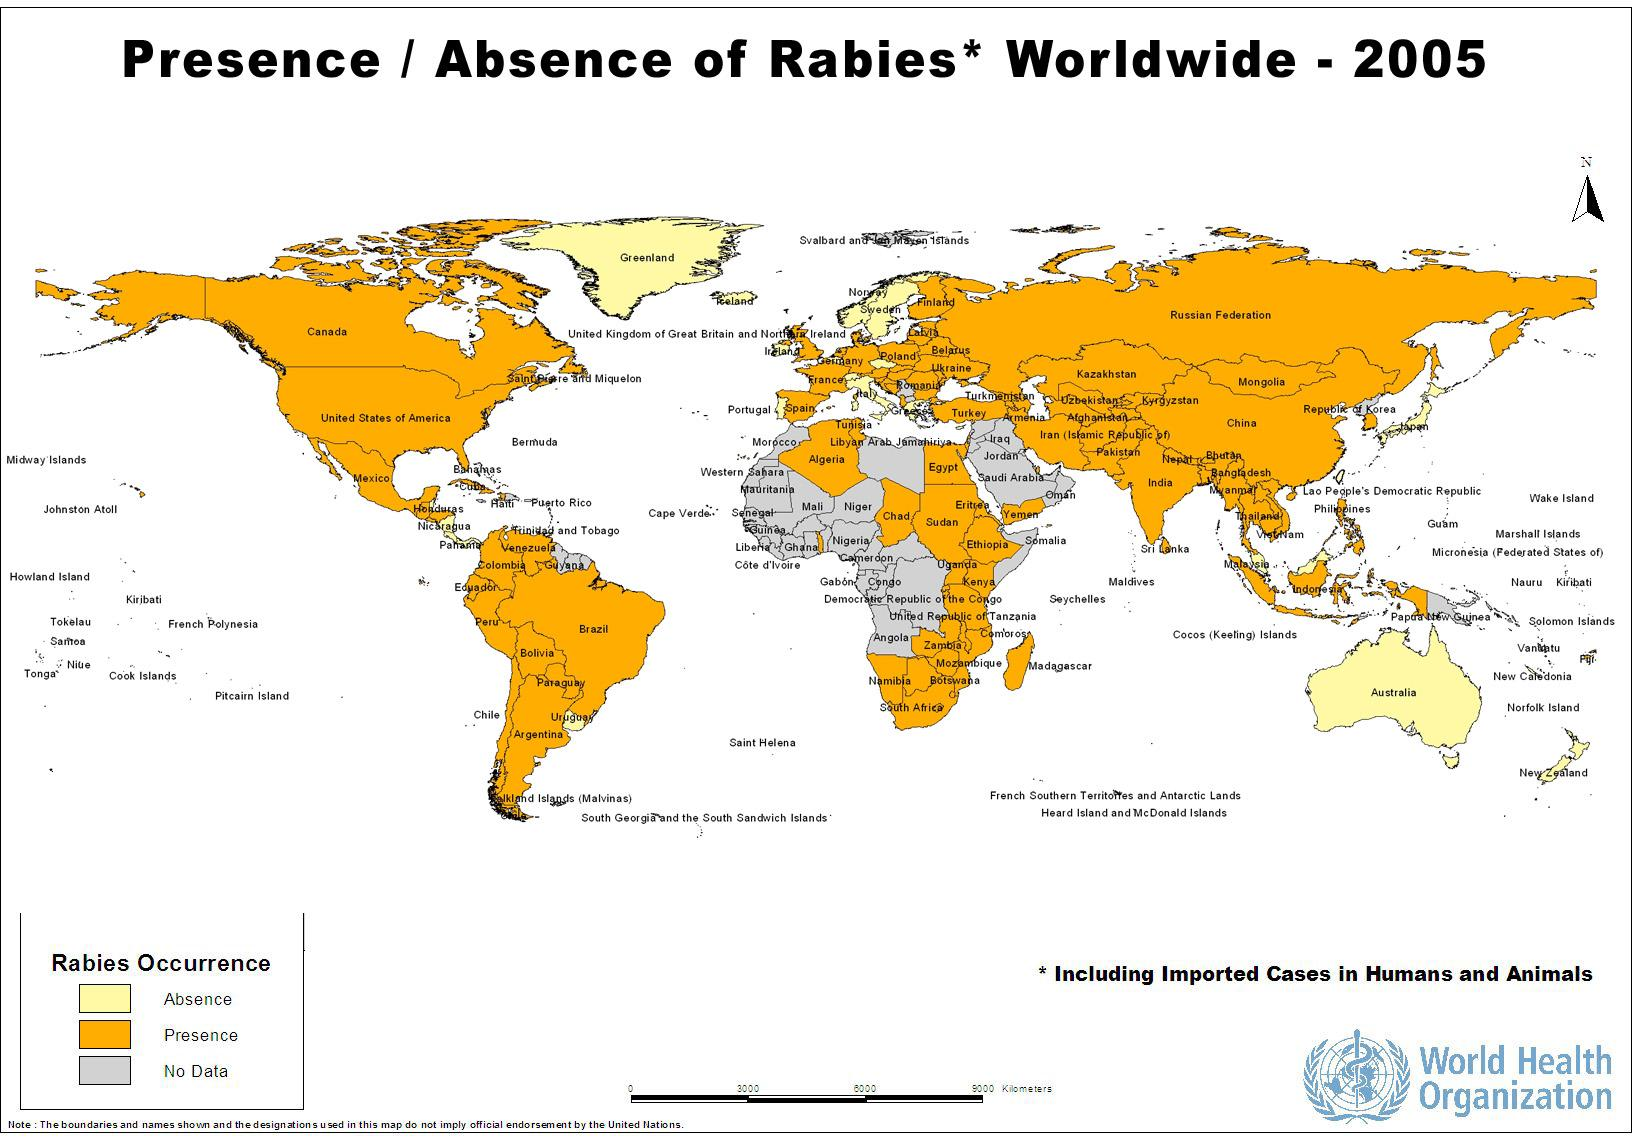 Presence / Absence of Rabies* Worldwide - 2005
N
Svalbard and Jan Mayen Islands
Greenland
Iceland
Norway
Sweden
Finland
Russian Federation
Canada
United Kingdom of Great Britain and Northern Ireland
Latvia
Ireland
Belarus
Poland
Germany
Ukraine
Kazakhstan
Saint Pierre and Miquelon
France
Romania
Mongolia
Italy
Turkmenistan
Uzbekistan
Kyrgyzstan
Portugal
Spain
Greece
Turkey
Armenia
Afghanistan
Republic of Korea
United States of America
Tunisia
China
Japan
Bermuda
Morocco
Libyan Arab Jamahiriya
Iraq
Iran (Islamic Republic of)
Jordan
Pakistan
Nepal
Bhutan
Midway Islands
Algeria
Bahamas
Western Sahara
Egypt
Saudi Arabia
Bangladesh
Mexico
Cuba
Mauritania
Oman
India
Myanmar
Lao People's Democratic Republic
Wake Island
Johnston Atoll
Honduras
Haiti
Puerto Rico
Cape Verde
Senegal
Mali
Niger
Chad
Eritrea
Yemen
Thailand
Philippines
Guam
Nicaragua
Trinidad and Tobago
Guinea
Sudan
Viet Nam
Marshall Islands
Panama
Venezuela
Liberia
Ghana
Nigeria
Ethiopia
Somalia
Sri Lanka
Micronesia (Federated States of)
Colombia
Guyana
Côte d'Ivoire
Cameroon
Uganda
Malaysia
Howland Island
Ecuador
Gabon
Congo
Kenya
Maldives
Indonesia
Nauru
Kiribati
Kiribati
Democratic Republic of the Congo
Seychelles
Tokelau
French Polynesia
Peru
Brazil
United Republic of Tanzania
Papua New Guinea
Solomon Islands
Samoa
Angola
Comoros
Cocos (Keeling) Islands
Niue
Bolivia
Zambia
Vanuatu
Tonga
Cook Islands
Mozambique
Madagascar
Fiji
Pitcairn Island
Paraguay
Namibia
Botswana
New Caledonia
Australia
Chile
Uruguay
South Africa
Norfolk Island
Argentina
Saint Helena
New Zealand
Falkland Islands (Malvinas)
French Southern Territories and Antarctic Lands
Chile
South Georgia and the South Sandwich Islands
Heard Island and McDonald Islands
Rabies Occurrence
Absence
Presence
No Data
* Including Imported Cases in Humans and Animals
0 3000 6000 9000 Kilometers
World Health
Organization
Note : The boundaries and names shown and the designations used in this map do not imply official endorsement by the United Nations.